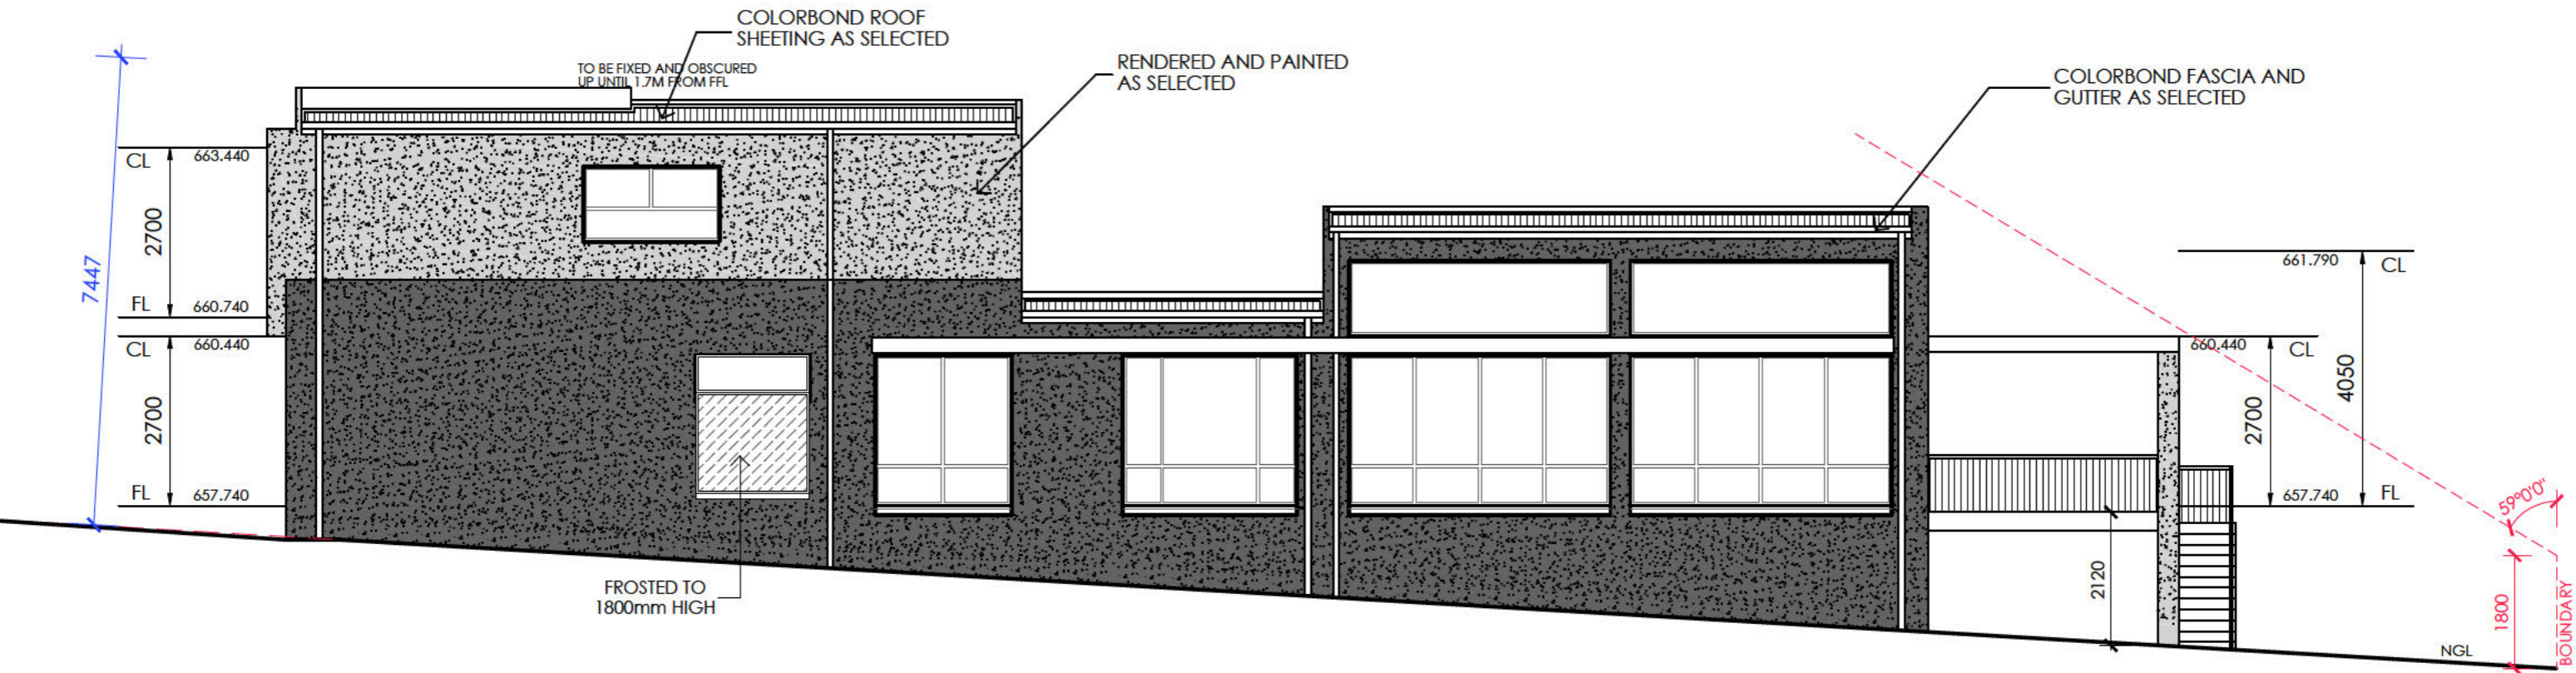 COLORBOND ROOF
SHEETING AS SELECTED
TO BE FIXED AND OBSCURED
UP UNTIL 1.7M FROM FFL
RENDERED AND PAINTED
AS SELECTED
COLORBOND FASCIA AND
GUTTER AS SELECTED
7447
CL 663.440
2700
FL 660.740
CL 660.440
2700
FL 657.740
FROSTED TO
1800mm HIGH
661.790 CL
660.440 CL
4050
2700
657.740 FL
2120
59°0'0"
1800
BOUNDARY
NGL